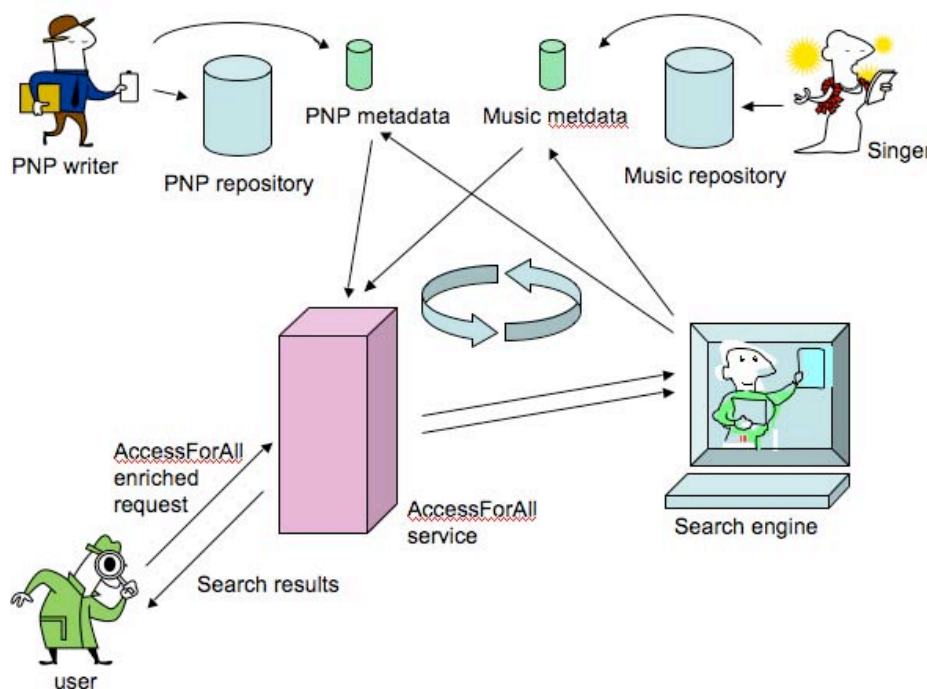 PNP metadata
Music metdata
PNP writer
Singer
PNP repository
Music repository
AccessForAll
enriched
request
AccessForAll
service
Search engine
Search results
user